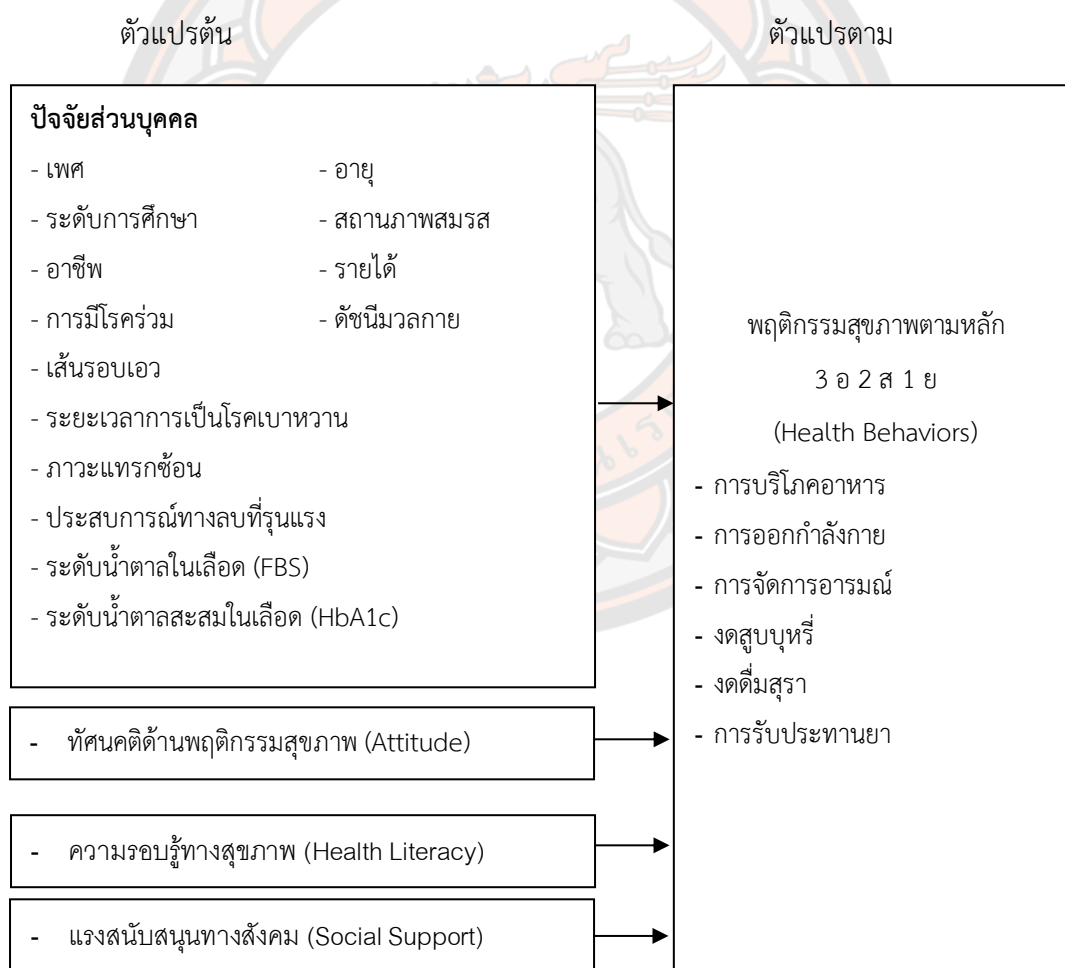 ตัวแปรต้น ตัวแปรตาม
ปัจจัยส่วนบุคคล
- เพศ - อายุ
- ระดับการศึกษา - สถานภาพสมรส
- อาชีพ - รายได้
- การมีโรคร่วม - ดัชนีมวลกาย
- เส้นรอบเอว
- ระยะเวลาการเป็นโรคเบาหวาน
- ภาวะแทรกซ้อน
- ประสบการณ์ทางลบที่รุนแรง
- ระดับน้ำตาลในเลือด (FBS)
- ระดับน้ำตาลสะสมในเลือด (HbA1c)
- ทัศนคติด้านพฤติกรรมสุขภาพ (Attitude)
- ความรอบรู้ทางสุขภาพ (Health Literacy)
- แรงสนับสนุนทางสังคม (Social Support)
พฤติกรรมสุขภาพตามหลัก
3 อ 2 ส 1 ย
(Health Behaviors)
- การบริโภคอาหาร
- การออกกำลังกาย
- การจัดการอารมณ์
- งดสูบบุหรี่
- งดดื่มสุรา
- การรับประทานยา